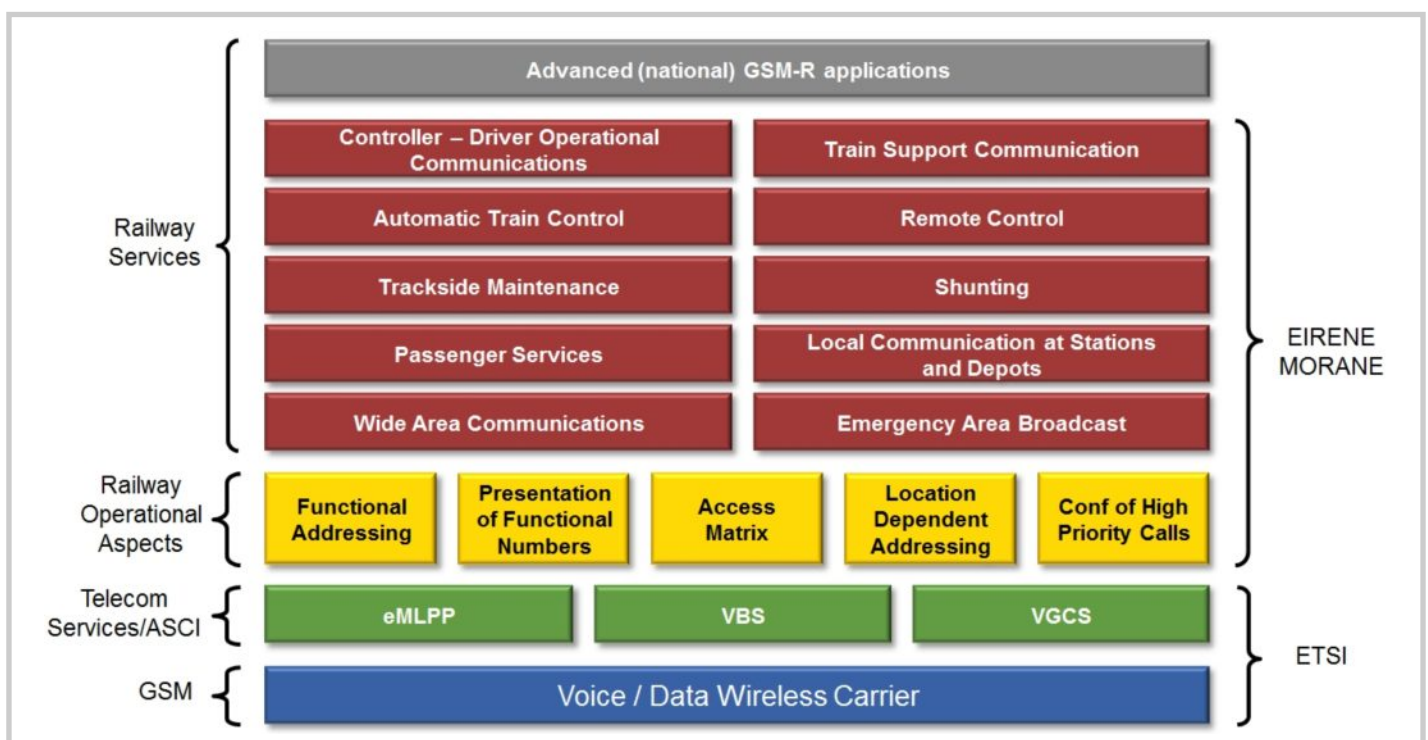 Advanced (national) GSM-R applications
Controller – Driver Operational
Communications
Train Support Communication
Automatic Train Control
Remote Control
Railway
Services
Trackside Maintenance
Shunting
Passenger Services
Local Communication at Stations
and Depots
EIRENE
MORANE
Wide Area Communications
Emergency Area Broadcast
Railway
Operational
Aspects
Functional
Addressing
Presentation
of Functional
Numbers
Access
Matrix
Location
Dependent
Addressing
Conf of High
Priority Calls
Telecom
Services/ASCI
eMLPP
VBS
VGCS
ETSI
GSM
Voice / Data Wireless Carrier